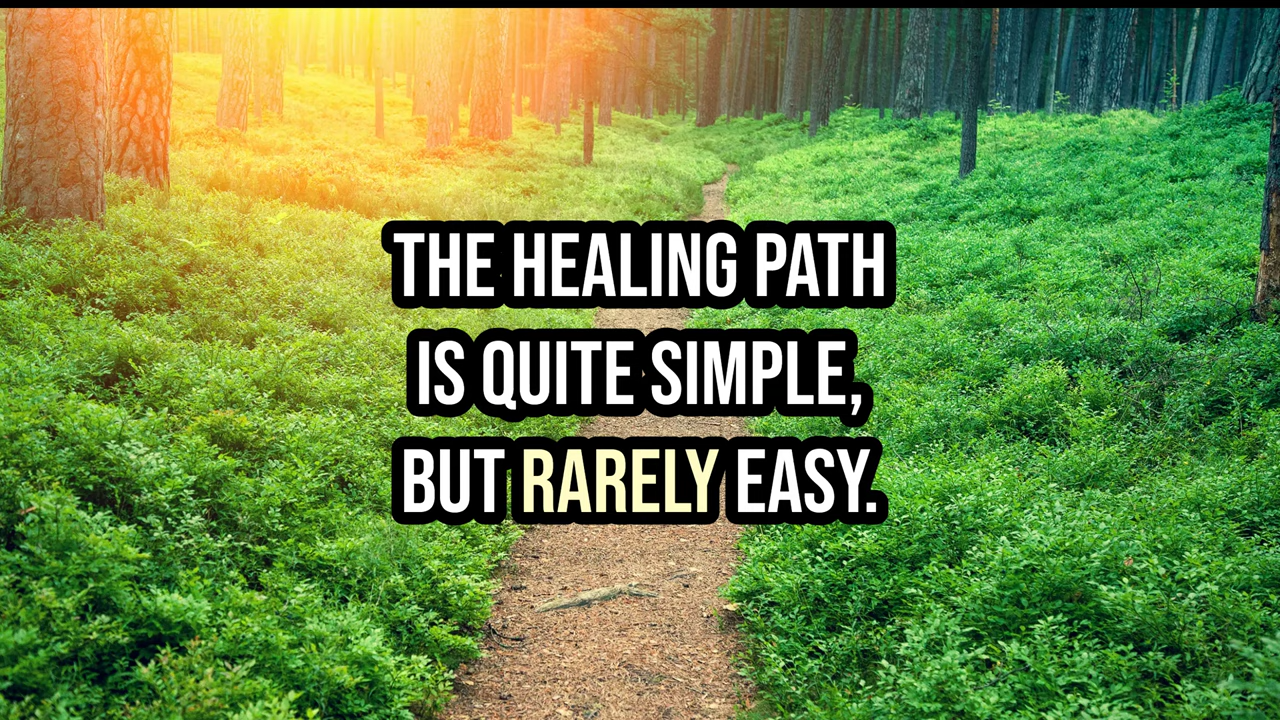 THE HEALING PATH
IS QUITE SIMPLE,
BUT RARELY EASY.